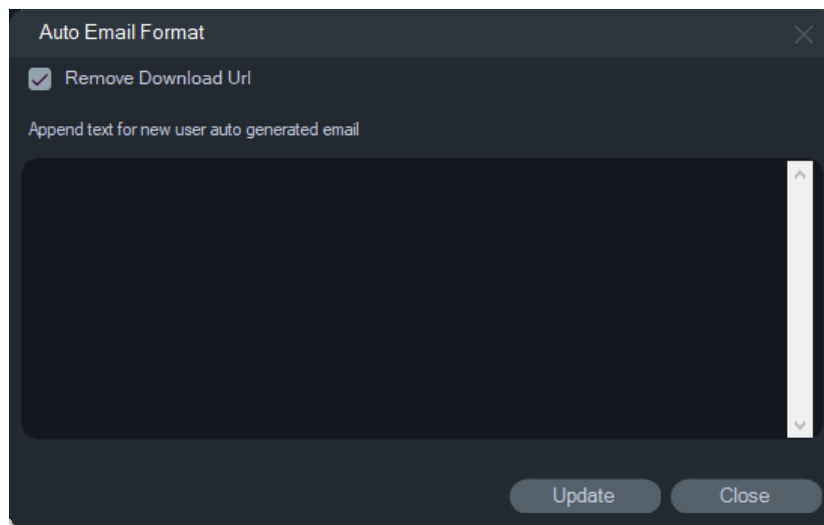 Auto Email Format
Remove Download Url
Append text for new user auto generated email
Update Close